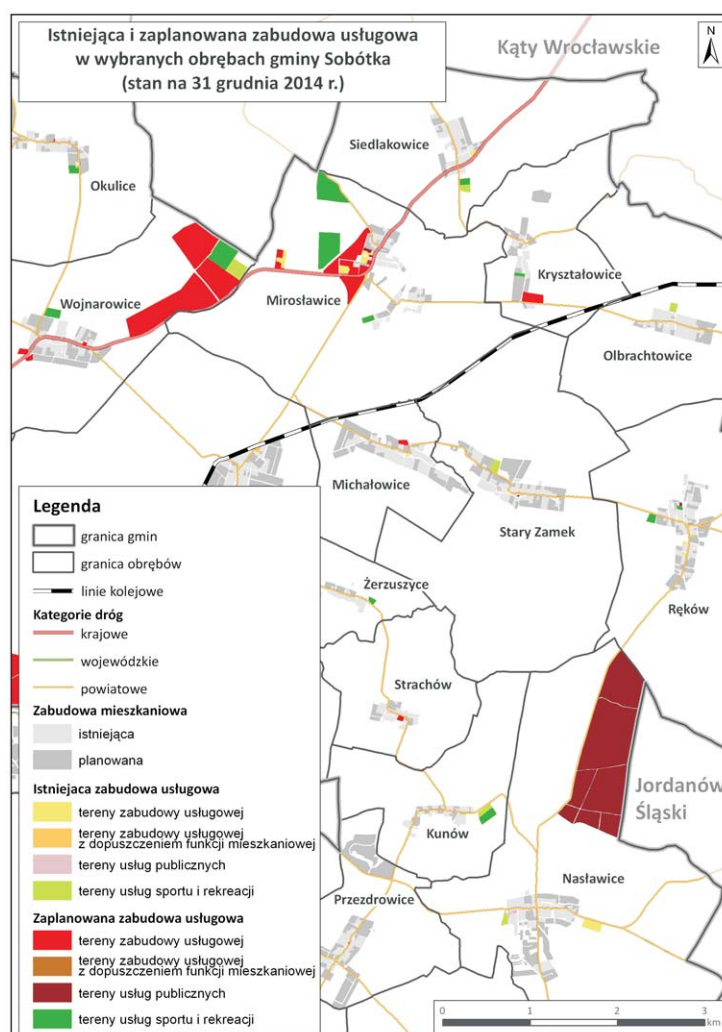 Istniejąca i zaplanowana zabudowa usługowa
w wybranych obrębach gminy Sobótka
(stan na 31 grudnia 2014 r.)
Kąty Wrocławskie
N
Siedlakowice
Okulice
Wojnarowice
Mirosławice
Kryształowice
Olbrachtowice
Michałowice
Stary Zamek
Ręków
Żerzuszyce
Strachów
Jordanów
Śląski
Kunów
Nasławice
Przezdrowice
Legenda
granica gmin
granica obrębów
linie kolejowe
Kategorie dróg
krajowe
wojewódzkie
powiatowe
Zabudowa mieszkaniowa
istniejąca
planowana
Istniejaca zabudowa usługowa
tereny zabudowy usługowej
tereny zabudowy usługowej
z dopuszczeniem funkcji mieszkaniowej
tereny usług publicznych
tereny usług sportu i rekreacji
Zaplanowana zabudowa usługowa
tereny zabudowy usługowej
tereny zabudowy usługowej
z dopuszczeniem funkcji mieszkaniowej
tereny usług publicznych
tereny usług sportu i rekreacji
0 1 2 3
km